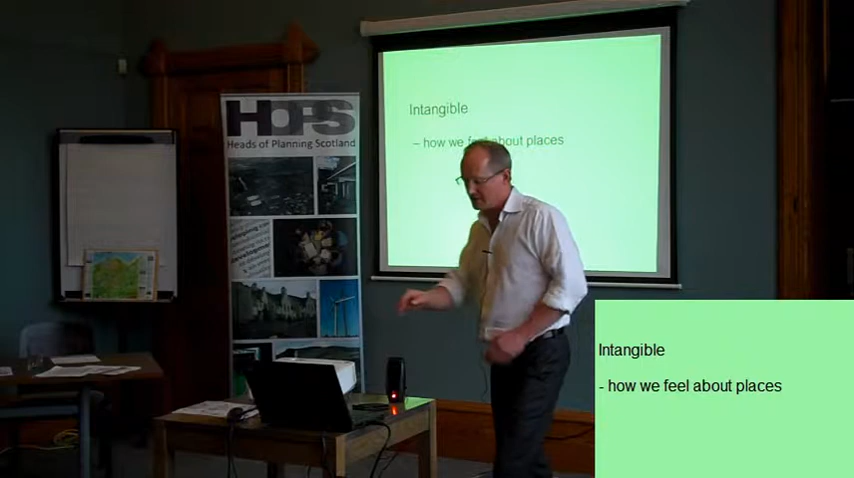 Intangible
– how we feel about places
HOPS
Heads of Planning Scotland
Intangible
- how we feel about places